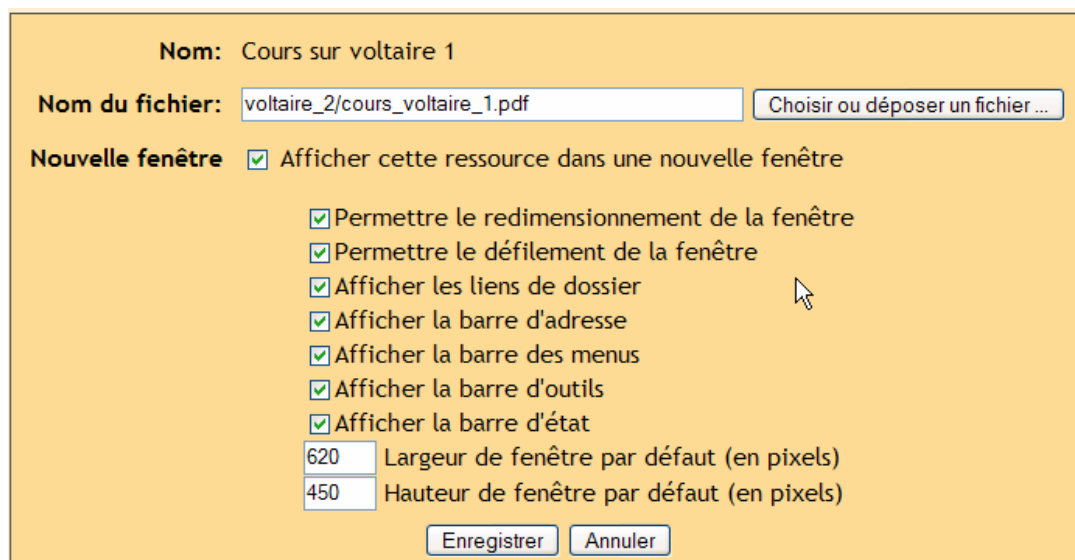 Nom: Cours sur voltaire 1
Nom du fichier: voltaire_2/cours_voltaire_1.pdf Choisir ou déposer un fichier ...
Nouvelle fenêtre Afficher cette ressource dans une nouvelle fenêtre
Permettre le redimensionnement de la fenêtre
Permettre le défilement de la fenêtre
Afficher les liens de dossier
Afficher la barre d'adresse
Afficher la barre des menus
Afficher la barre d'outils
Afficher la barre d'état
620 Largeur de fenêtre par défaut (en pixels)
450 Hauteur de fenêtre par défaut (en pixels)
Enregistrer Annuler